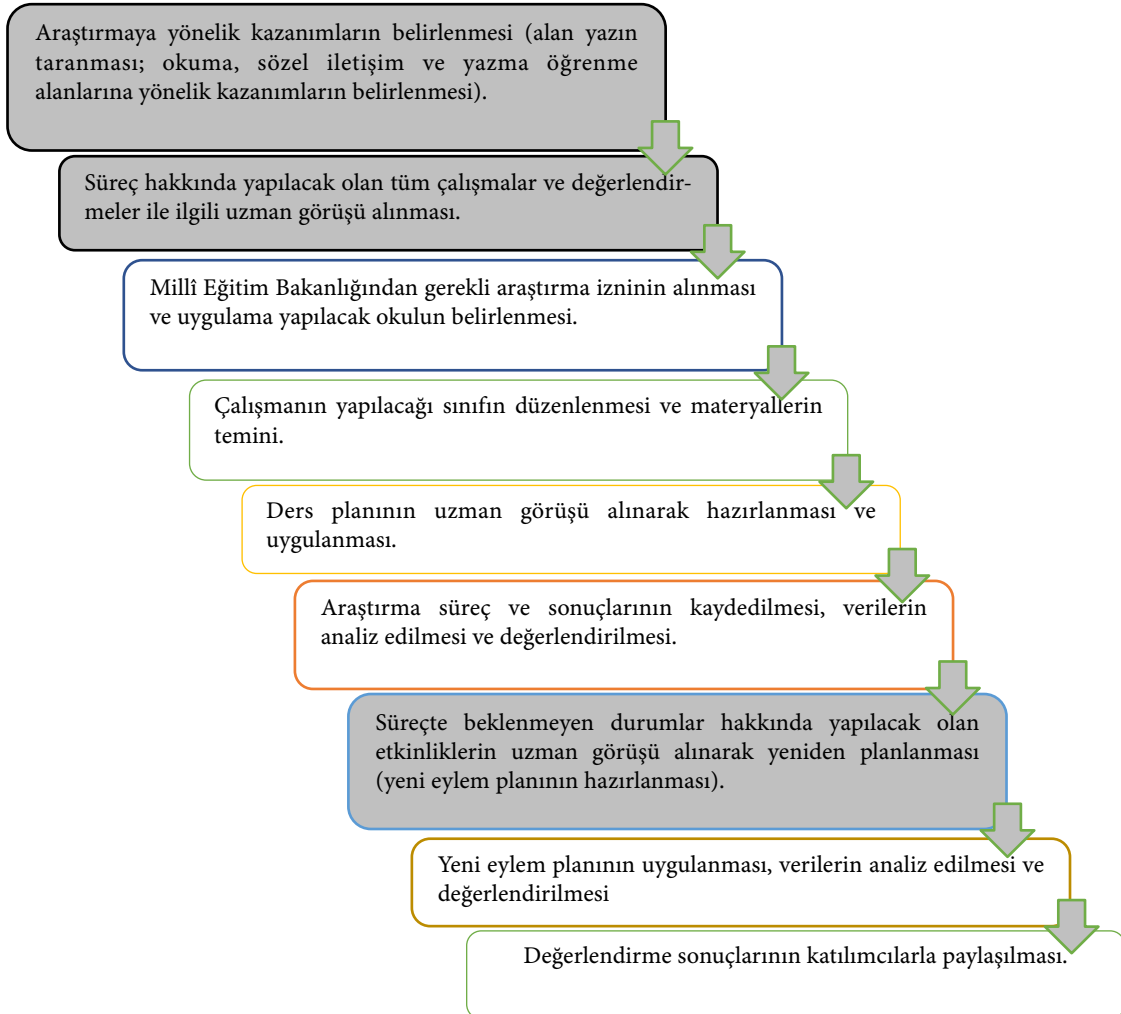 Araştırmaya yönelik kazanımların belirlenmesi (alan yazın
taranması; okuma, sözel iletişim ve yazma öğrenme
alanlarına yönelik kazanımların belirlenmesi).
Süreç hakkında yapılacak olan tüm çalışmalar ve değerlendir-
meler ile ilgili uzman görüşü alınması.
Millî Eğitim Bakanlığından gerekli araştırma izninin alınması
ve uygulama yapılacak okulun belirlenmesi.
Çalışmanın yapılacağı sınıfın düzenlenmesi ve materyallerin
temini.
Ders planının uzman görüşü alınarak hazırlanması ve
uygulanması.
Araştırma süreç ve sonuçlarının kaydedilmesi, verilerin
analiz edilmesi ve değerlendirilmesi.
Süreçte beklenmeyen durumlar hakkında yapılacak olan
etkinliklerin uzman görüşü alınarak yeniden planlanması
(yeni eylem planının hazırlanması).
Yeni eylem planının uygulanması, verilerin analiz edilmesi ve
değerlendirilmesi
Değerlendirme sonuçlarının katılımcılarla paylaşılması.